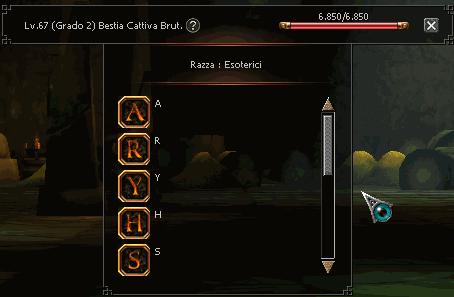 6.850/6.850
Lv.67 (Grado 2) Bestia Cattiva Brut. ?
Razza : Esoterici
A A
R R
Y Y
H H
S S